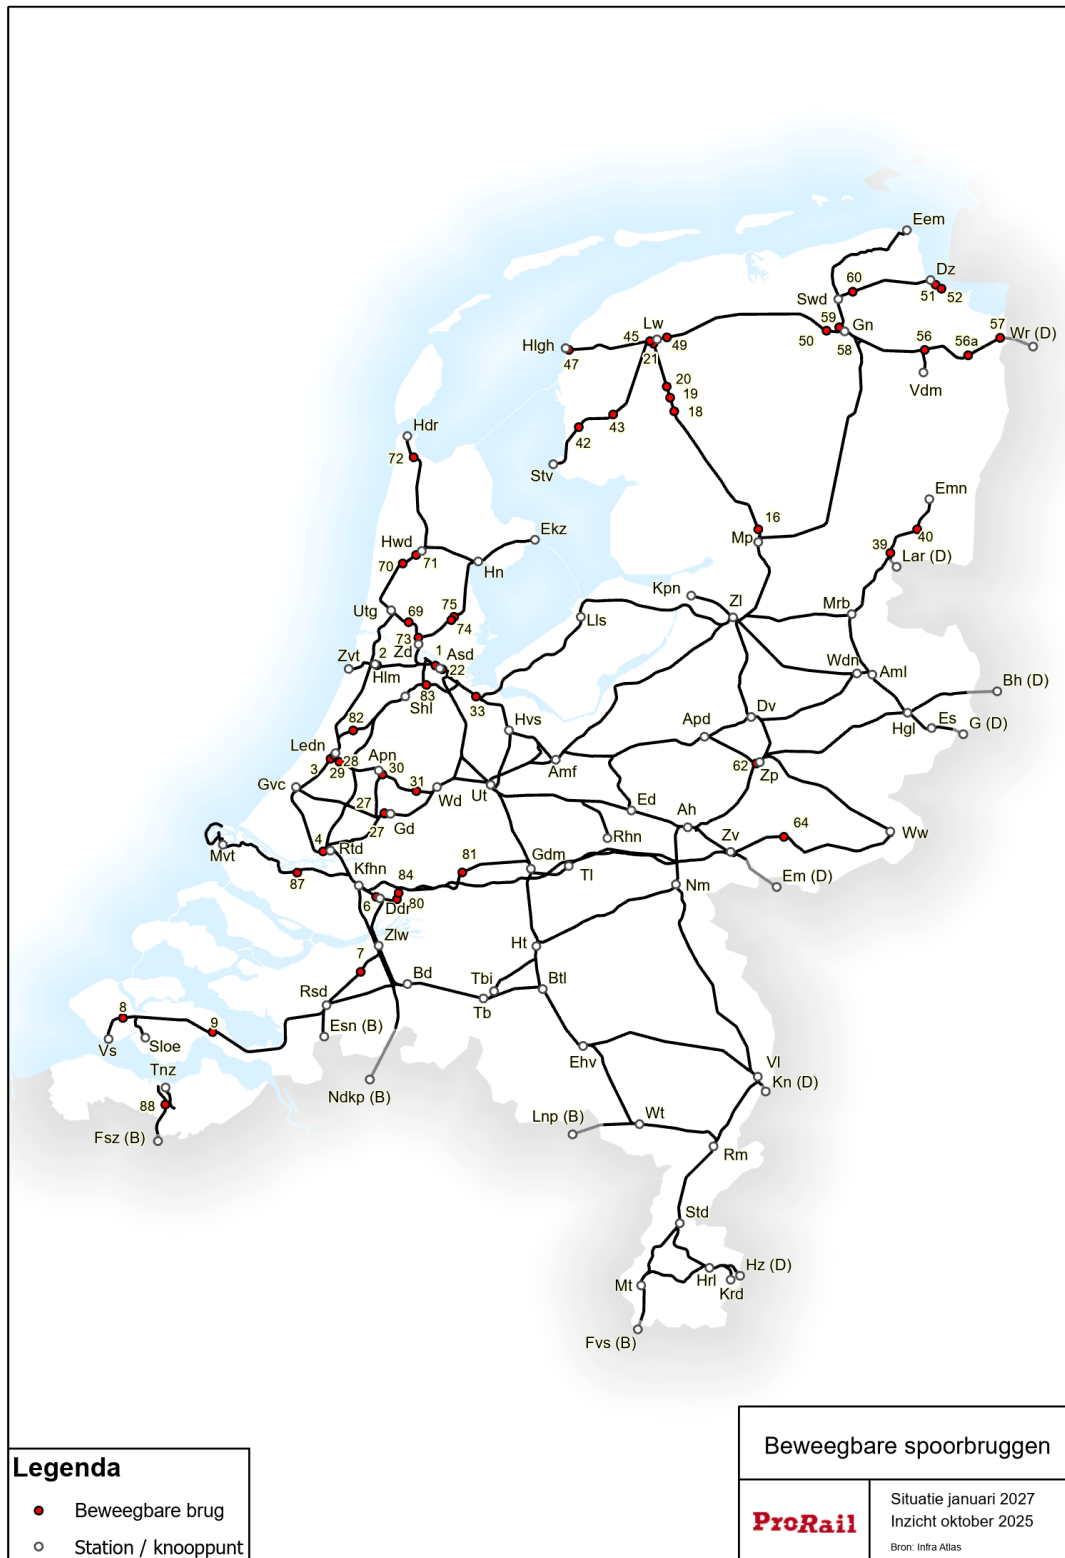 Eem
Dz
60
51
52
Swd
59
Gn
57
Wr (D)
50
58
56
56a
Vdm
Lw
45
49
Hlgh
47
21
20
19
18
43
42
Stv
Hdr
72
Emn
16
Mp
40
39
Lar (D)
Ekz
Hwd
71
70
Hn
Kpn
Zl
Mrb
Utg
69
75
74
Lls
73
Zd
1
Asd
22
2
Zvt
Hlm
Wdn
Aml
Bh (D)
83
Shl
33
82
Hvs
Dv
Apd
Hgl
Es
G (D)
Ledn
3
28
29
Apn
30
Amf
62
Zp
Gvc
31
Wd
Ut
27
27
Gd
Ed
Ah
64
Ww
4
Rtd
Rhn
Zv
Mvt
Kfhn
81
Gdm
Tl
Em (D)
87
84
6
Ddr
80
Nm
Zlw
Ht
7
Bd
Tbi
Btl
Rsd
Tb
8
9
Esn (B)
Vs
Sloe
Ehv
Tnz
Vl
Kn (D)
88
Ndkp (B)
Lnp (B)
Wt
Fsz (B)
Rm
Std
Hz (D)
Hrl
Krd
Mt
Fvs (B)
Legenda
Beweegbare brug
Station / knooppunt
Beweegbare spoorbruggen
ProRail
Situatie januari 2027
Inzicht oktober 2025
Bron: Infra Atlas